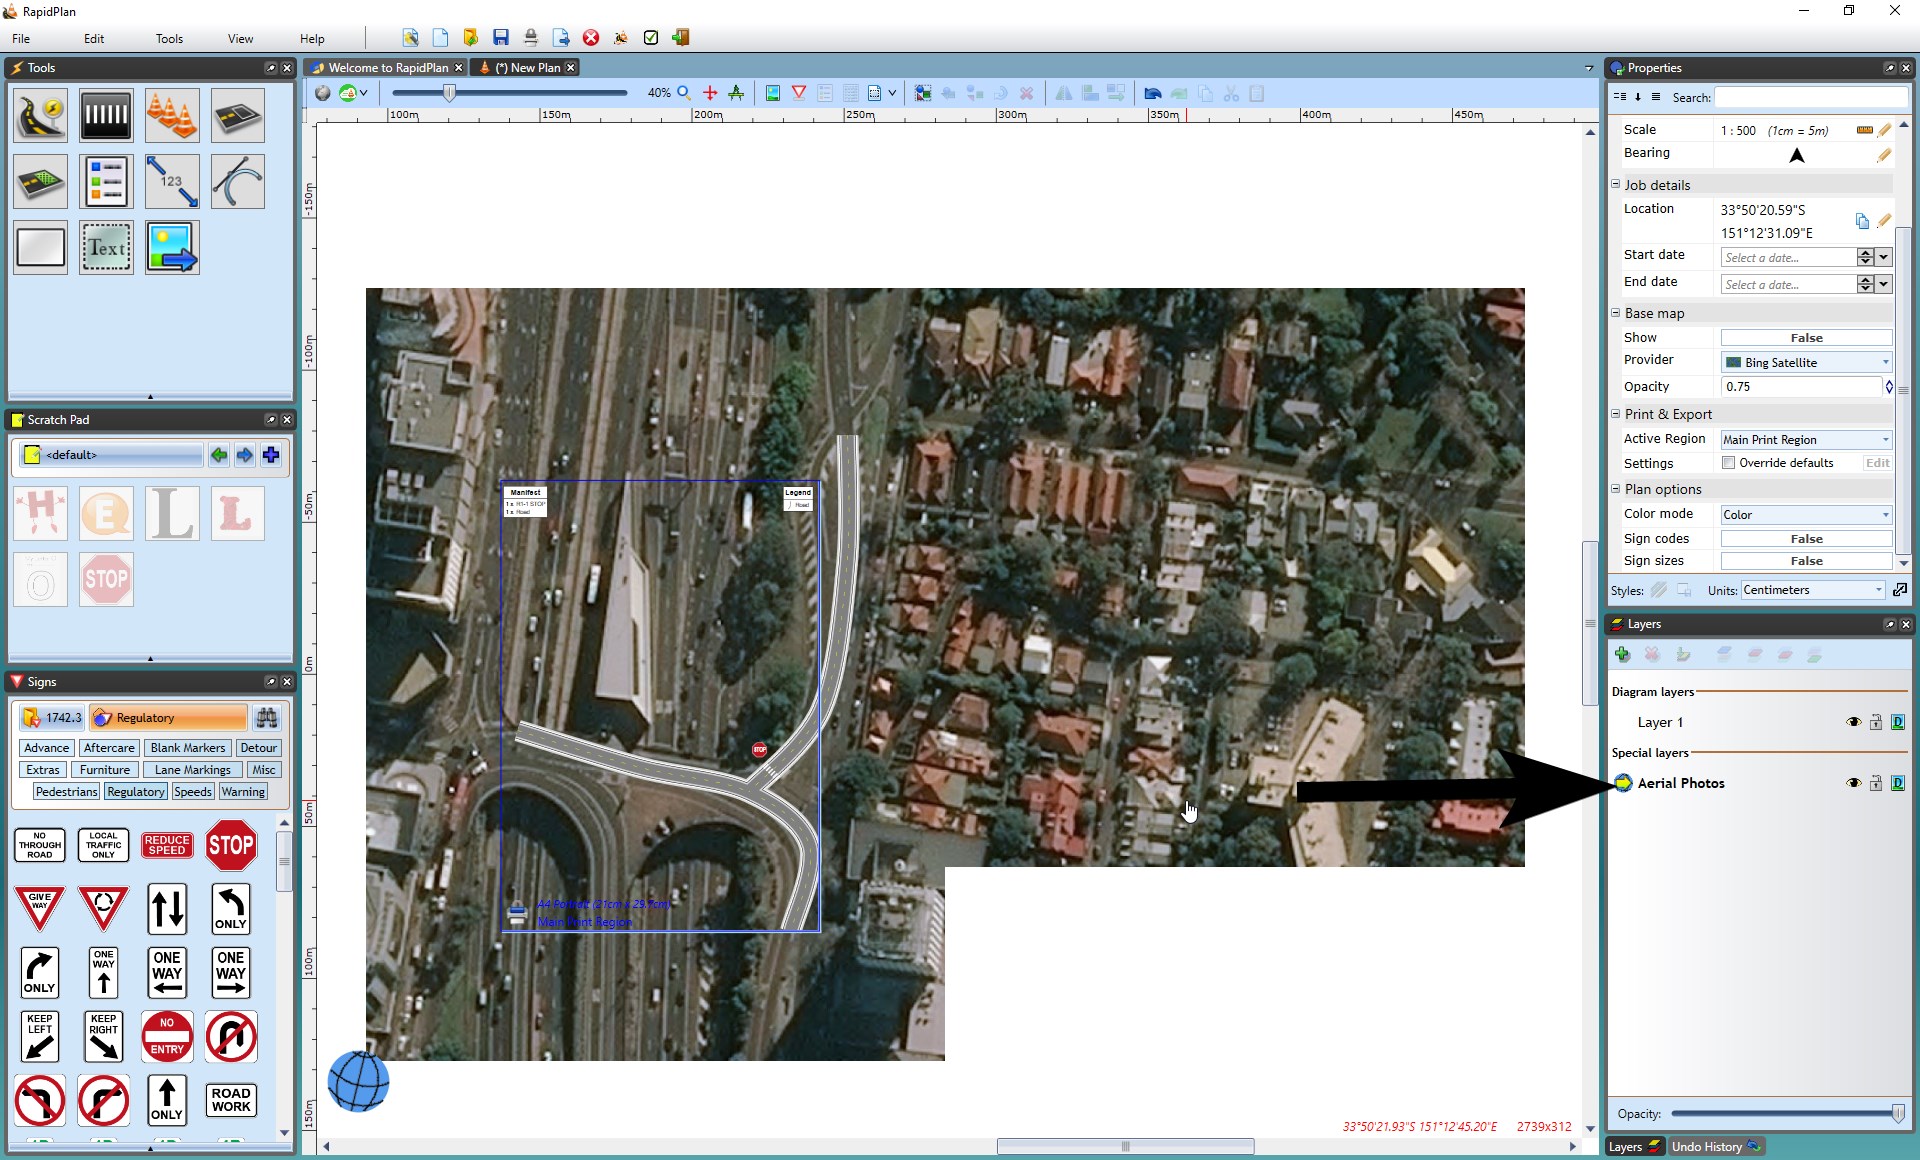 RapidPlan
File Edit Tools View Help
Tools
Welcome to RapidPlan
(*) New Plan
Properties
40%
Search:
100m 150m 200m 250m 300m 350m 400m 450m
Scale 1 : 500 (1cm = 5m)
Bearing
Job details
Location 33°50'20.59"S
151°12'31.09"E
Start date Select a date...
End date Select a date...
Base map
Show False
Provider Bing Satellite
Opacity 0.75
Print & Export
Active Region Main Print Region
Settings Override defaults Edit
Plan options
Color mode Color
Sign codes False
Sign sizes False
Styles: Units: Centimeters
123
Text
Scratch Pad
<default>
H E L L
O STOP
Signs
1742.3 Regulatory
Advance Aftercare Blank Markers Detour
Extras Furniture Lane Markings Misc
Pedestrians Regulatory Speeds Warning
NO THROUGH ROAD
LOCAL TRAFFIC ONLY
REDUCE SPEED
STOP
GIVE WAY
ONLY
ONLY
ONE WAY
ONE WAY
ONE WAY
KEEP LEFT
KEEP RIGHT
NO ENTRY
ONLY
ROAD WORK
-150m
-100m
-50m
0m
50m
100m
150m
Manifest
1 x R1-1 STOP
1 x Road
Legend
Road
STOP
A4 Portrait (21cm x 29.7cm)
Main Print Region
Layers
Diagram layers
Layer 1
Special layers
Aerial Photos
Opacity:
33°50'21.93"S 151°12'45.20"E 2739x312
Layers Undo History